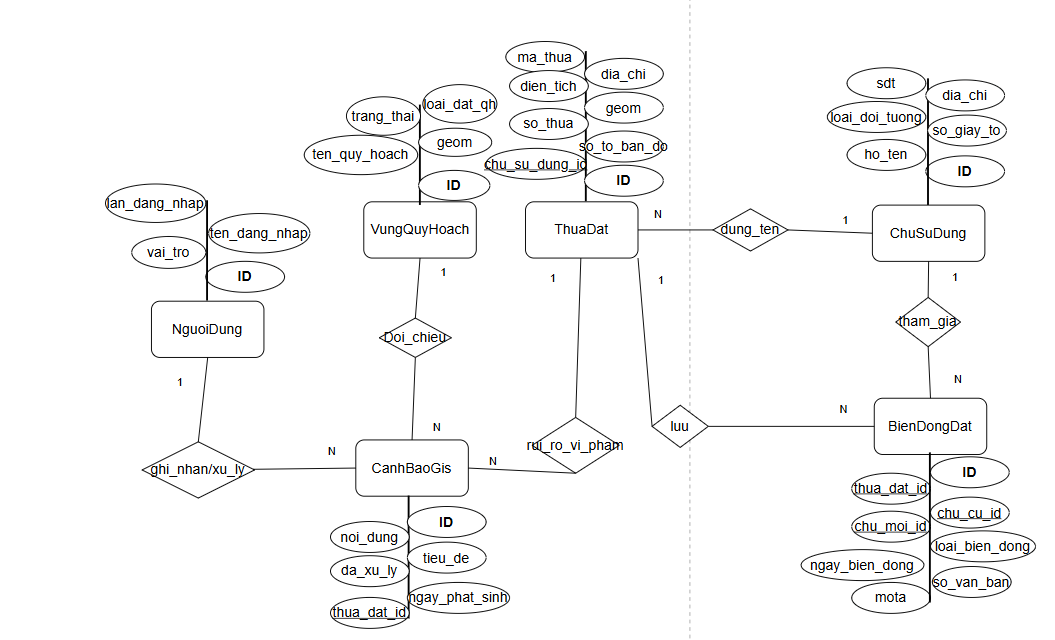 ma_thua
dia_chi
dien_tich
geom
so_thua
so_to_ban_do
chu_su_dung_id
ID
ThuaDat
trang_thai
loai_dat_qh
geom
ten_quy_hoach
ID
VungQuyHoach
sdt
dia_chi
loai_doi_tuong
so_giay_to
ho_ten
ID
ChuSuDung
lan_dang_nhap
ten_dang_nhap
vai_tro
ID
NguoiDung
N
dung_ten
1
1
Doi_chieu
N
1
1
1
tham_gia
N
1
ghi_nhan/xu_ly
N
CanhBaoGis
N
rui_ro_vi_pham
luu
N
BienDongDat
ID
noi_dung
tieu_de
da_xu_ly
ngay_phat_sinh
thua_dat_id
ID
thua_dat_id
chu_cu_id
chu_moi_id
loai_bien_dong
ngay_bien_dong
so_van_ban
mota